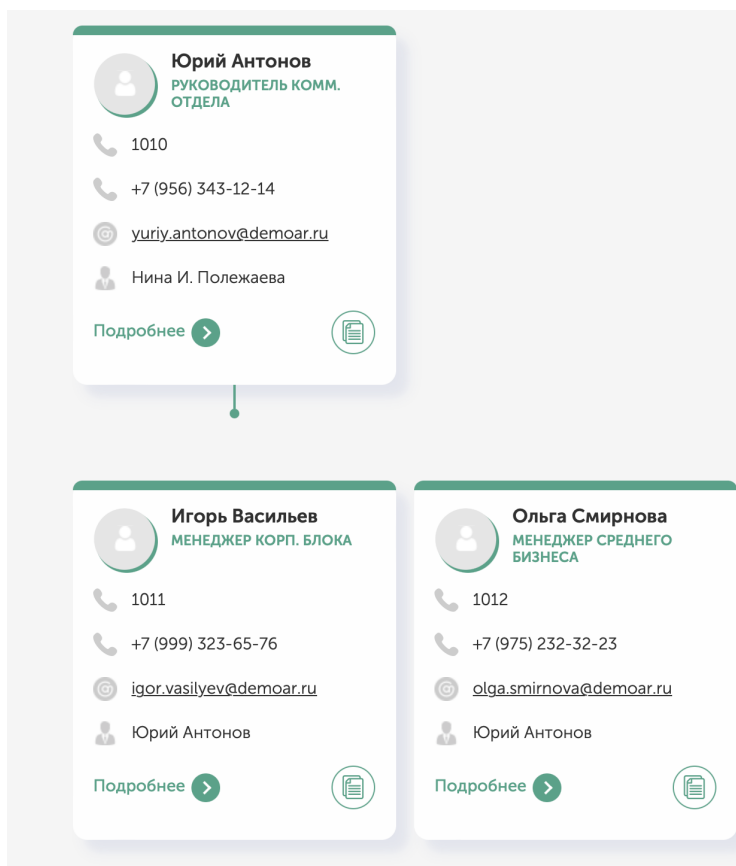 Юрий Антонов
РУКОВОДИТЕЛЬ КОММ.
ОТДЕЛА
1010
+7 (956) 343-12-14
yuriy.antonov@demoar.ru
Нина И. Полежаева
Подробнее
Игорь Васильев
МЕНЕДЖЕР КОРП. БЛОКА
1011
+7 (999) 323-65-76
igor.vasilyev@demoar.ru
Юрий Антонов
Подробнее
Ольга Смирнова
МЕНЕДЖЕР СРЕДНЕГО
БИЗНЕСА
1012
+7 (975) 232-32-23
olga.smirnova@demoar.ru
Юрий Антонов
Подробнее